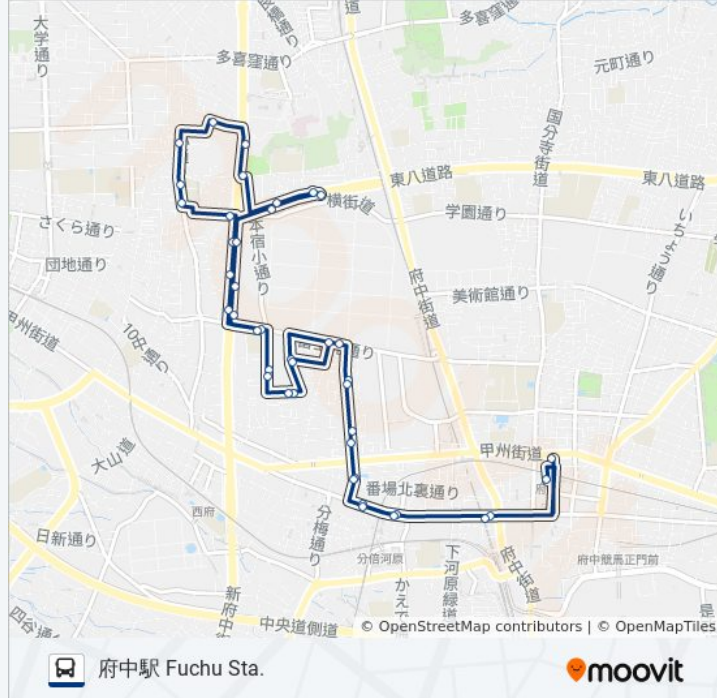 大学通り
多喜窪通り
多喜窪通り
元町通り
国分寺街道
東八道路
東八道路
横街道
学園通り
いちょう通り
さくら通り
団地通り
本宿小通り
府中街道
美術館通り
甲州街道
通り
大山道
甲州街道
番場北裏通り
府
西府
分梅通り
日新通り
分倍河原
下河原緑道
府中街道
府中競馬正門前
新府中街
かえで
四谷通り
中央道側道
是
© OpenStreetMap contributors | © OpenMapTiles
府中駅 Fuchu Sta.
moovit